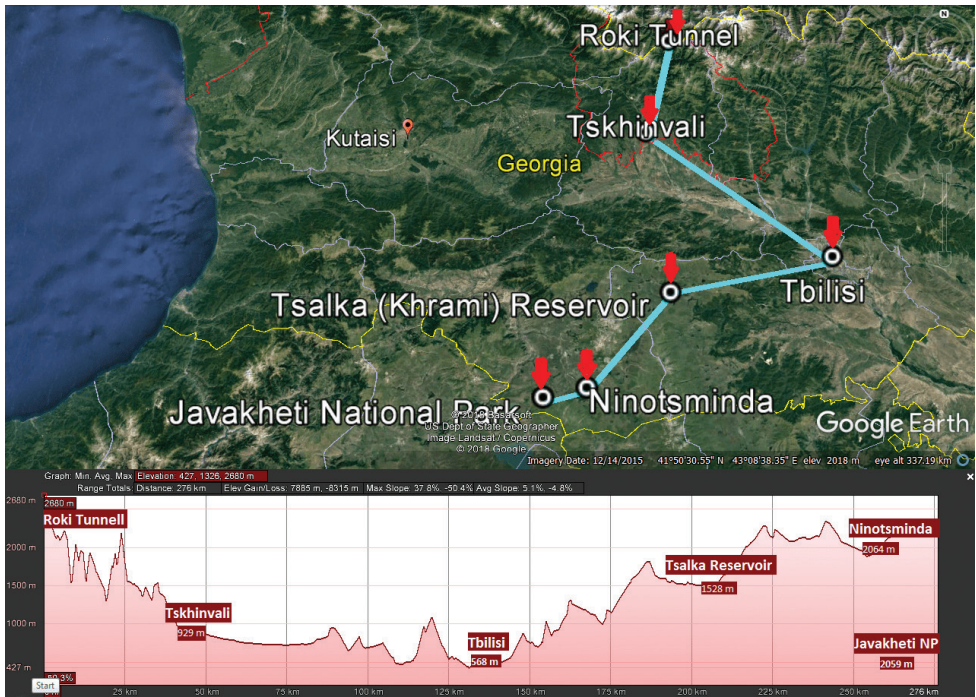 N
Roki Tunnel
Tskhinvali
Kutaisi
Georgia
Tbilisi
Tsalka (Khrami) Reservoir
Javakheti National Park
Ninotsminda
© 2018 Basarsoft
US Dept of State Geographer
Image Landsat / Copernicus
© 2018 Google
Google Earth
Imagery Date: 12/14/2015 41°50'30.55" N 43°08'38.35" E elev 2018 m eye alt 337.19 km
Graph: Min, Avg, Max Elevation: 427, 1326, 2680 m
Range Totals: Distance: 276 km Elev Gain/Loss: 7885 m, -8315 m Max Slope: 37.8%, -50.4% Avg Slope: 5.1%, -4.8%
2680 m
2680 m
Roki Tunnell
Ninotsminda
2000 m
2064 m
Tsalka Reservoir
1500 m
1528 m
Tskhinvali
1000 m
929 m
Tbilisi
Javakheti NP
427 m
568 m
2059 m
Start
25 km 50 km 75 km 100 km 125 km 150 km 175 km 200 km 225 km 250 km 276 km